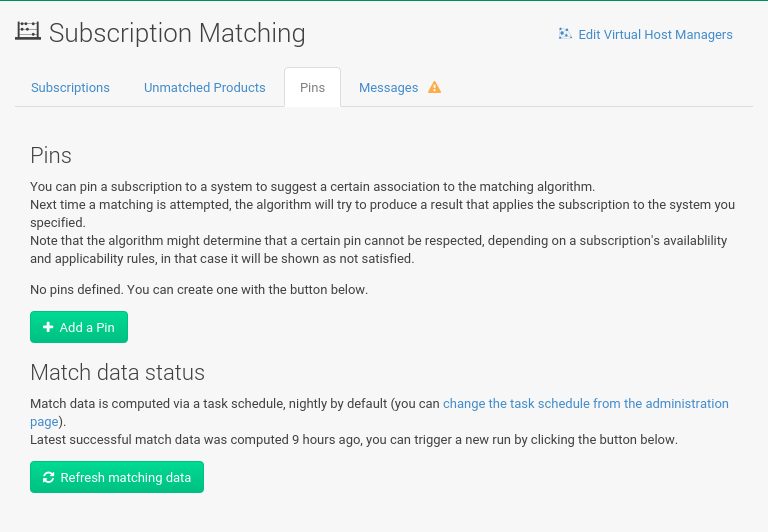 Subscription Matching
Edit Virtual Host Managers
Subscriptions
Unmatched Products
Pins
Messages
Pins
You can pin a subscription to a system to suggest a certain association to the matching algorithm.
Next time a matching is attempted, the algorithm will try to produce a result that applies the subscription to the system you
specified.
Note that the algorithm might determine that a certain pin cannot be respected, depending on a subscription's availablility
and applicability rules, in that case it will be shown as not satisfied.
No pins defined. You can create one with the button below.
Add a Pin
Match data status
Match data is computed via a task schedule, nightly by default (you can change the task schedule from the administration
page).
Latest successful match data was computed 9 hours ago, you can trigger a new run by clicking the button below.
Refresh matching data